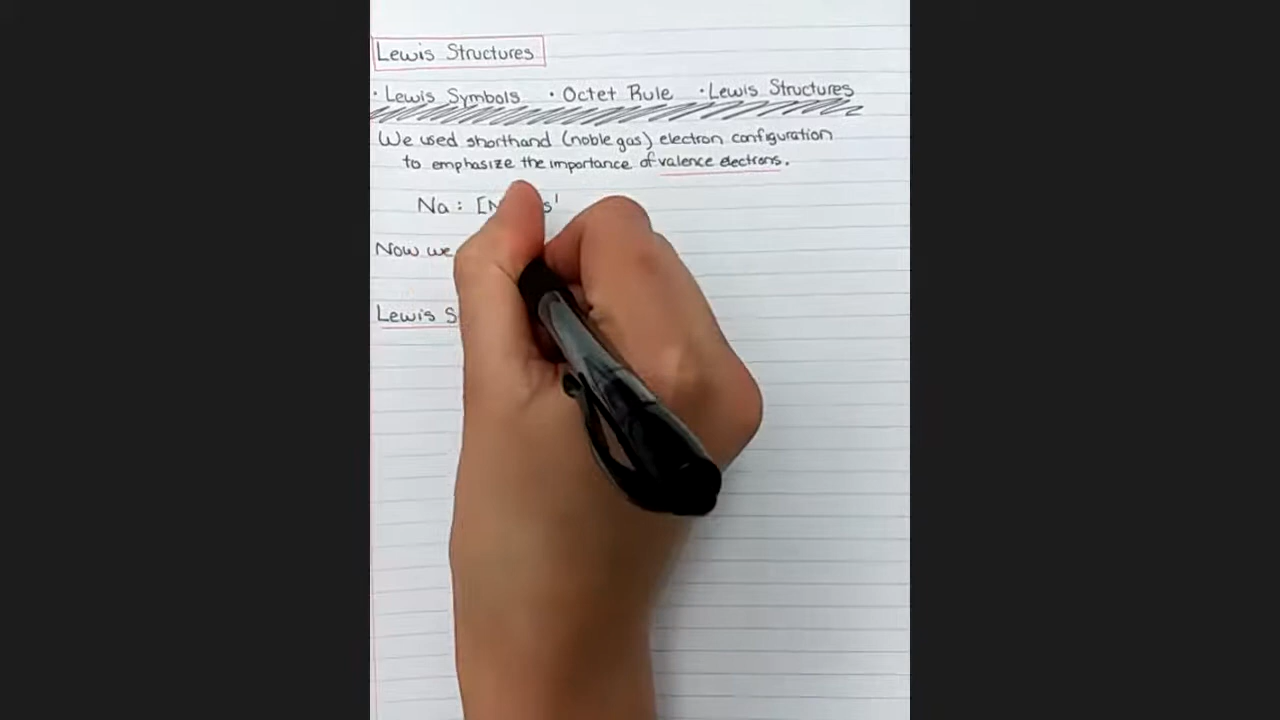 Lewis Structures
• Lewis Symbols • Octet Rule • Lewis Structures
We used shorthand (noble gas) electron configuration
to emphasize the importance of valence electrons.
Na: [N s¹
Now we
Lewis S